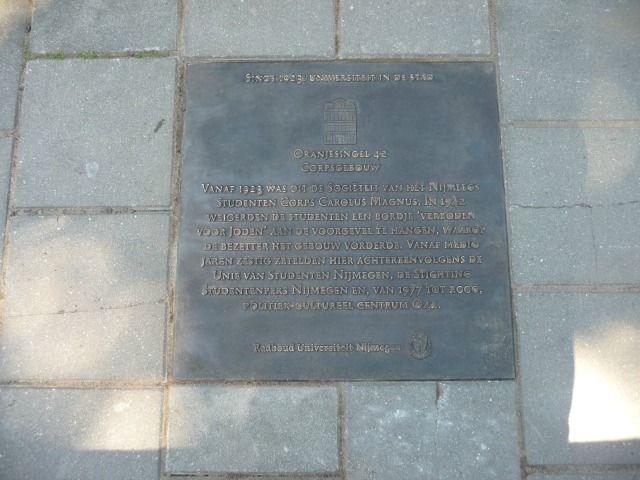 SINDS 1923: UNIVERSITEIT IN DE STAD
ORANJESINGEL 42
CORPSGEBOUW
VANAF 1923 WAS DIT DE SOCIËTEIT VAN HET NIJMEEGS
STUDENTEN CORPS CAROLUS MAGNUS. IN 1942
WEIGERDEN DE STUDENTEN EEN BORDJE 'VERBODEN
VOOR JODEN' AAN DE VOORGEVEL TE HANGEN, WAAROP
DE BEZETTER HET GEBOUW VORDERDE. VANAF MEDIO
JAREN ZESTIG ZETELDEN HIER ACHTEREENVOLGENS DE
UNIE VAN STUDENTEN NIJMEGEN, DE STICHTING
STUDENTENPERS NIJMEGEN EN, VAN 1977 TOT 2000,
POLITIEK-CULTUREEL CENTRUM O42.
Radboud Universiteit Nijmegen